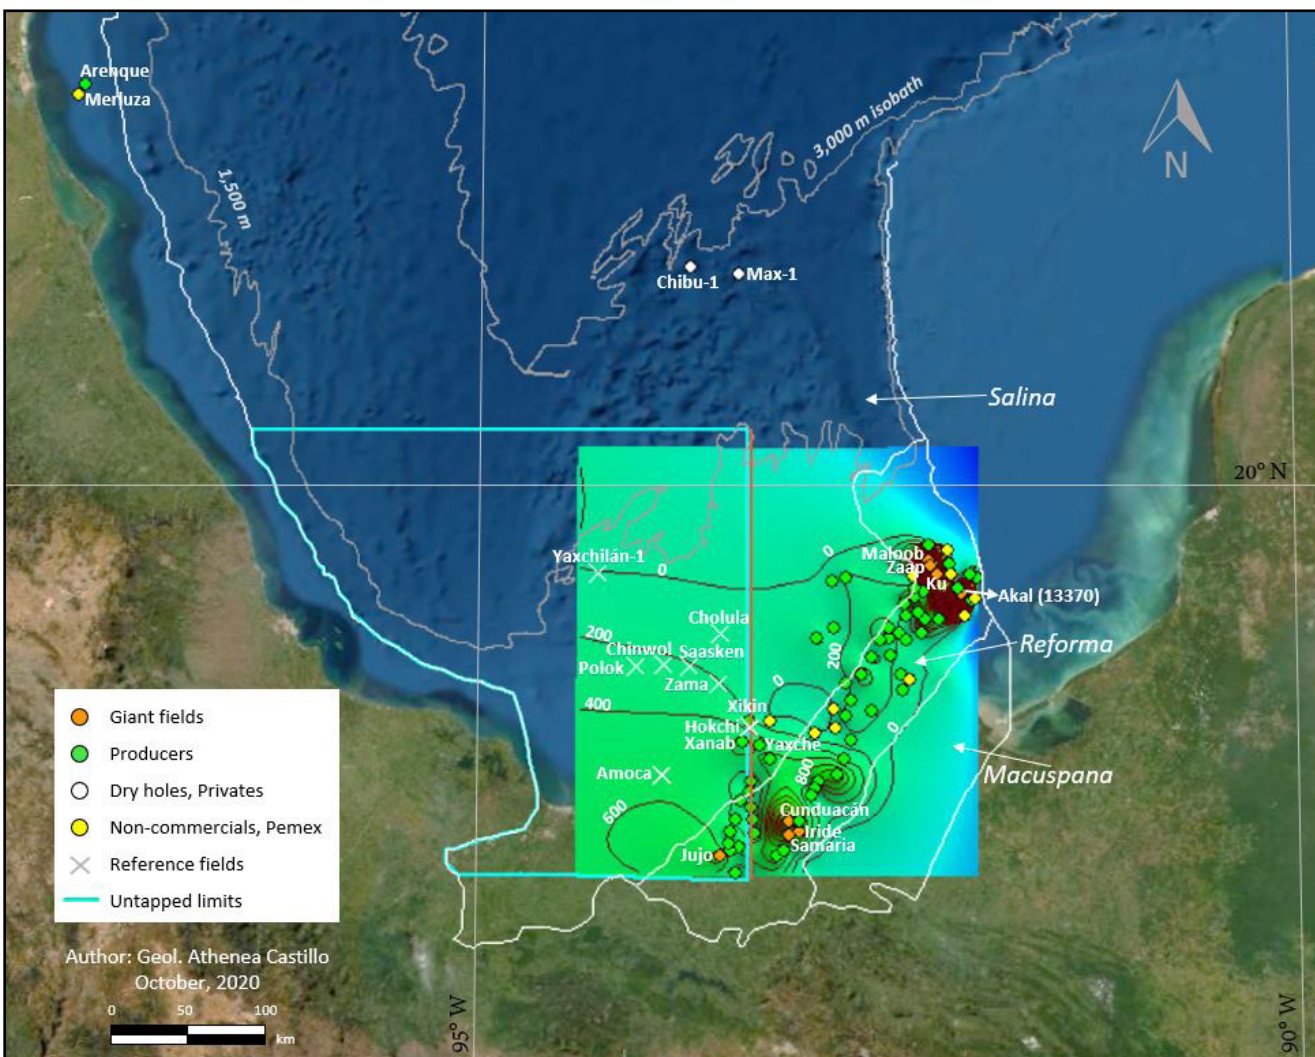 Arenque
Merluza
1,500 m
3,000 m isobath
N
Chibu-1
Max-1
Salina
20° N
Yaxchilán-1
0
0
Maloob
Zaap
Ku
Akal (13370)
Cholula
200
Chinwol
Saasken
Polok
Zama
200
Reforma
400
0
Xikin
Hokchi
Xanab
Yaxche
0
Macuspana
Amoca
800
600
Cunduacán
Iride
Samaria
Jujo
Giant fields
Producers
Dry holes, Privates
Non-commercials, Pemex
Reference fields
Untapped limits
Author: Geol. Athenea Castillo
October, 2020
0 50 100
km
95° W
90° W